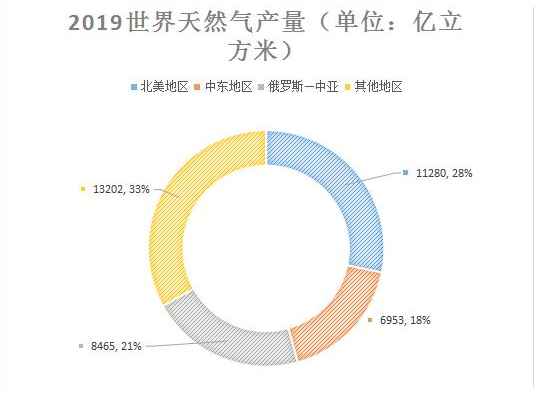 2019世界天然气产量（单位：亿立
方米）
北美地区 中东地区 俄罗斯—中亚 其他地区
11280, 28%
13202, 33%
6953, 18%
8465, 21%